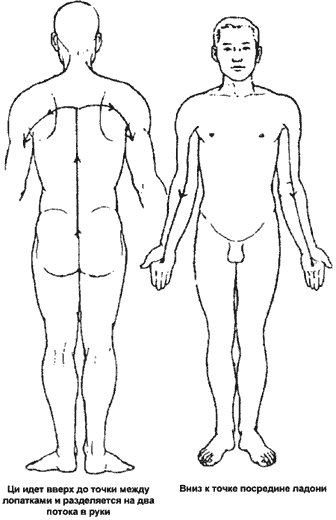 Ци идет вверх до точки между
лопатками и разделяется на два
потока в руки
Вниз к точке посредине ладони